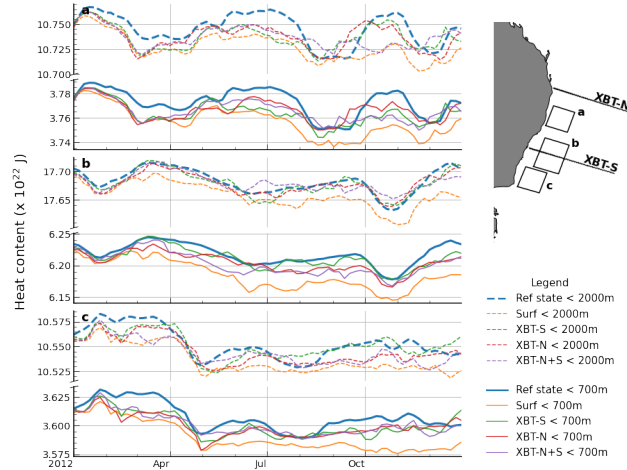 a
10.750
10.725
10.700
3.78
3.76
3.74
b
17.70
17.65
6.25
6.20
6.15
c
10.575
10.550
10.525
3.625
3.600
3.575
2012
Apr
Jul
Oct
Heat content (x 10²² J)
XBT-N
a
b
XBT-S
c
Legend
Ref state < 2000m
Surf < 2000m
XBT-S < 2000m
XBT-N < 2000m
XBT-N+S < 2000m
Ref state < 700m
Surf < 700m
XBT-S < 700m
XBT-N < 700m
XBT-N+S < 700m